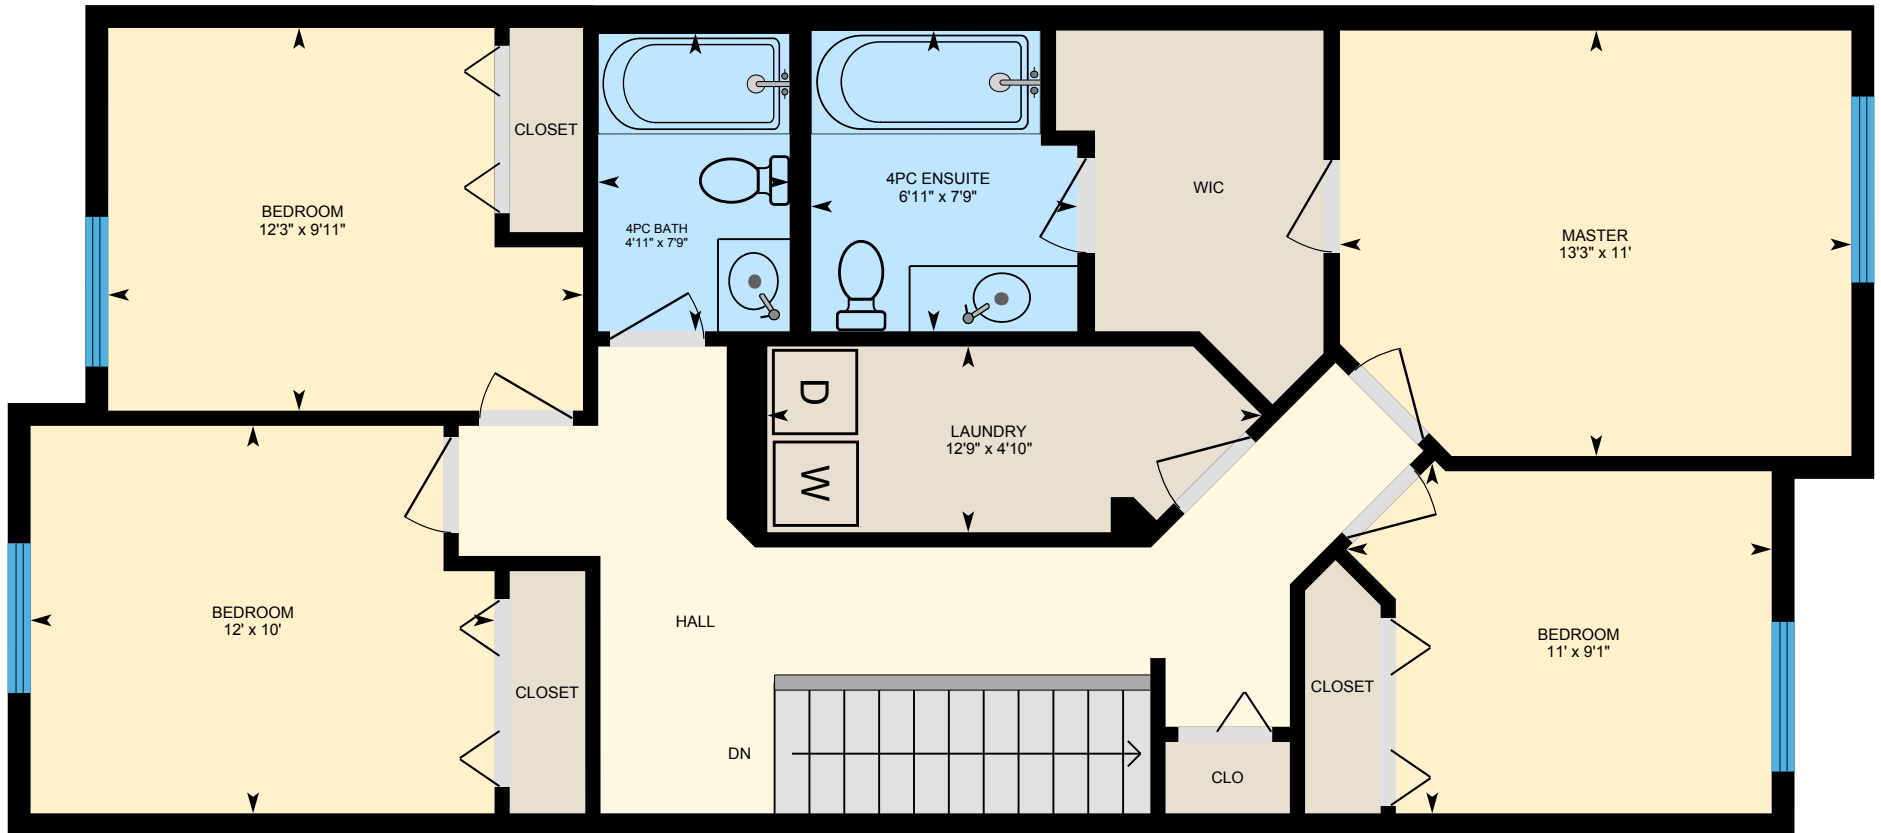 BEDROOM
12'3" x 9'11"
CLOSET
4PC BATH
4'11" x 7'9"
4PC ENSUITE
6'11" x 7'9"
WIC
MASTER
13'3" x 11'
D
W
LAUNDRY
12'9" x 4'10"
BEDROOM
12' x 10'
CLOSET
HALL
DN
CLO
CLOSET
BEDROOM
11' x 9'1"